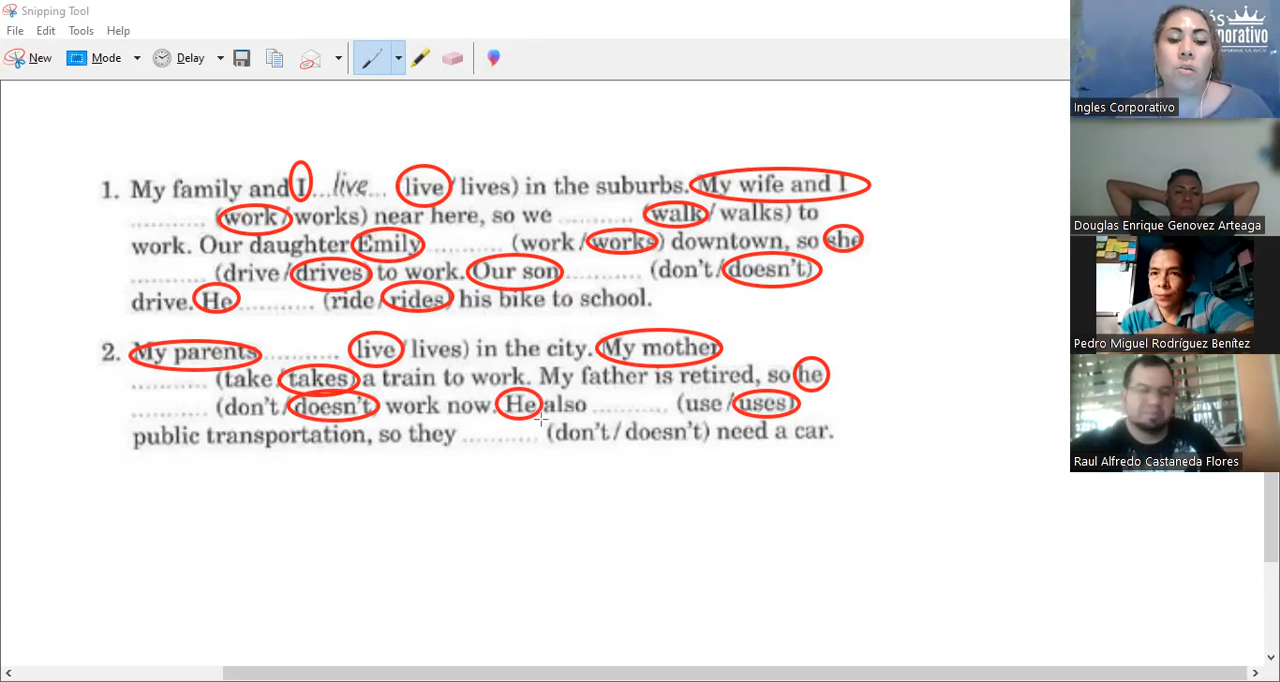 Snipping Tool
File Edit Tools Help
New Mode Delay
1. My family and I...live... (live/lives) in the suburbs. My wife and I
.......... (work/works) near here, so we .......... (walk/walks) to
work. Our daughter Emily .......... (work/works) downtown, so she
.......... (drive/drives) to work. Our son .......... (don't/doesn't)
drive. He .......... (ride/rides) his bike to school.
2. My parents .......... (live/lives) in the city. My mother
.......... (take/takes) a train to work. My father is retired, so he
.......... (don't/doesn't) work now. He also .......... (use/uses)
public transportation, so they .......... (don't/doesn't) need a car.
Ingles Corporativo
Douglas Enrique Genovez Arteaga
Pedro Miguel Rodríguez Benítez
Raul Alfredo Castaneda Flores